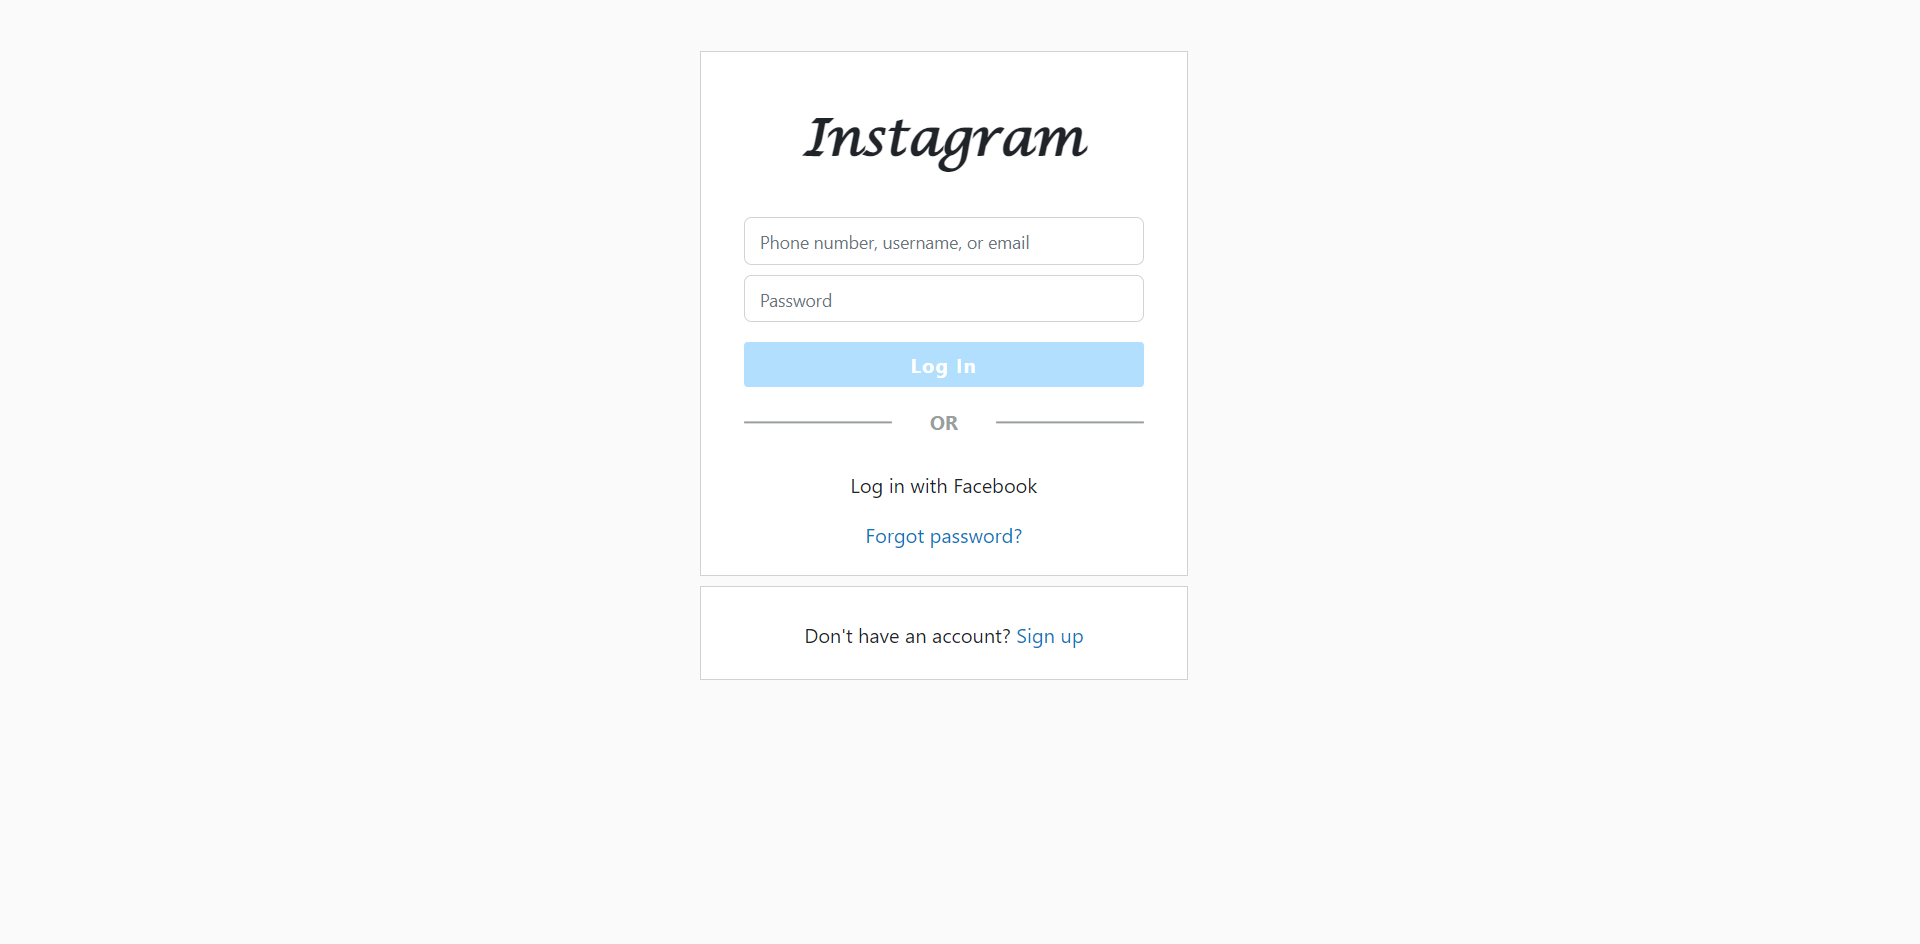 Instagram
Phone number, username, or email
Password
Log In
OR
Log in with Facebook
Forgot password?
Don't have an account? Sign up